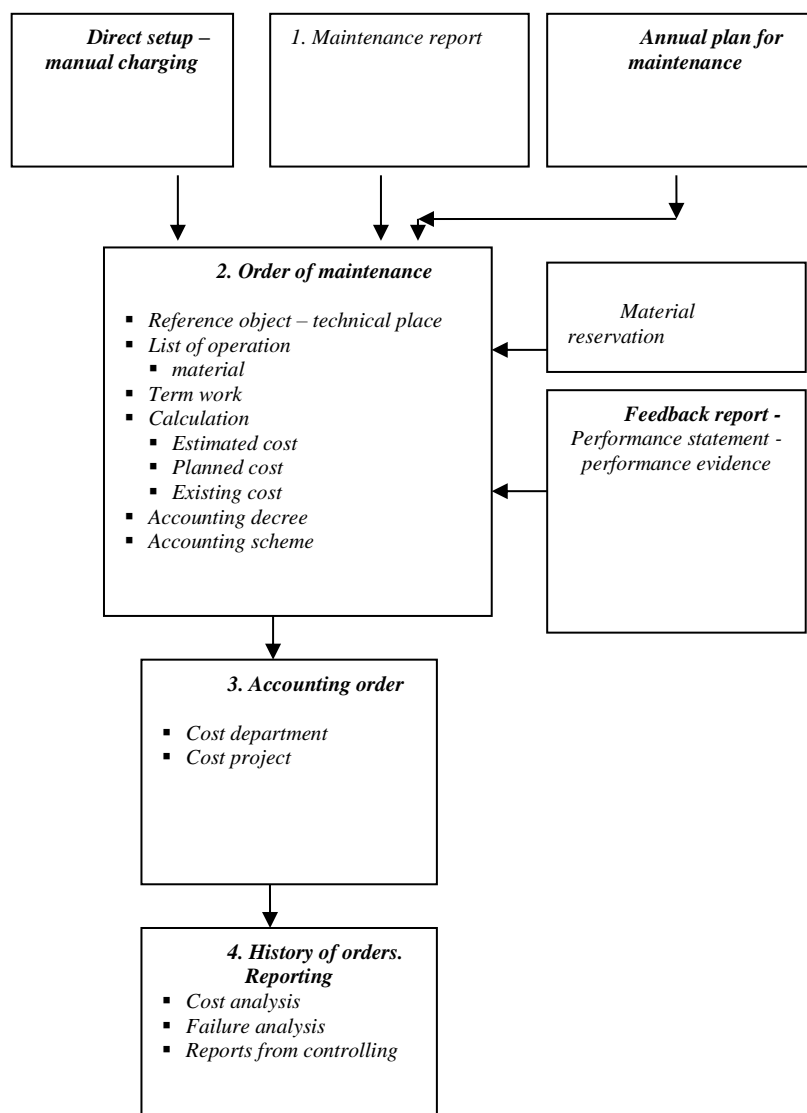 Direct setup –
manual charging
1. Maintenance report
Annual plan for
maintenance
2. Order of maintenance
▪ Reference object – technical place
▪ List of operation
▪ material
▪ Term work
▪ Calculation
▪ Estimated cost
▪ Planned cost
▪ Existing cost
▪ Accounting decree
▪ Accounting scheme
Material
reservation
Feedback report -
Performance statement -
performance evidence
3. Accounting order
▪ Cost department
▪ Cost project
4. History of orders.
Reporting
▪ Cost analysis
▪ Failure analysis
▪ Reports from controlling